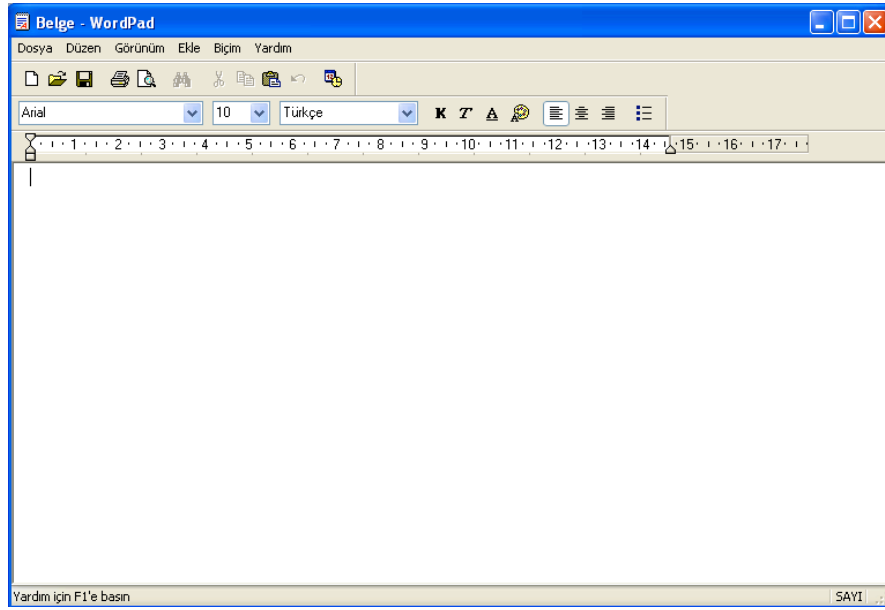 Belge - WordPad
Dosya Düzen Görünüm Ekle Biçim Yardım
Arial 10 Türkçe K T A
1 2 3 4 5 6 7 8 9 10 11 12 13 14 15 16 17
Yardım için F1'e basın SAYI